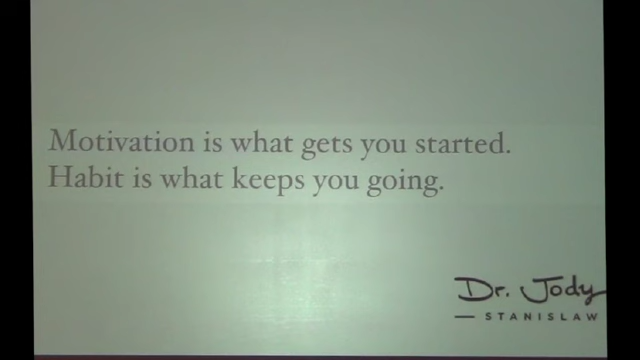 Motivation is what gets you started.
Habit is what keeps you going.
Dr. Jody
— STANISLAW